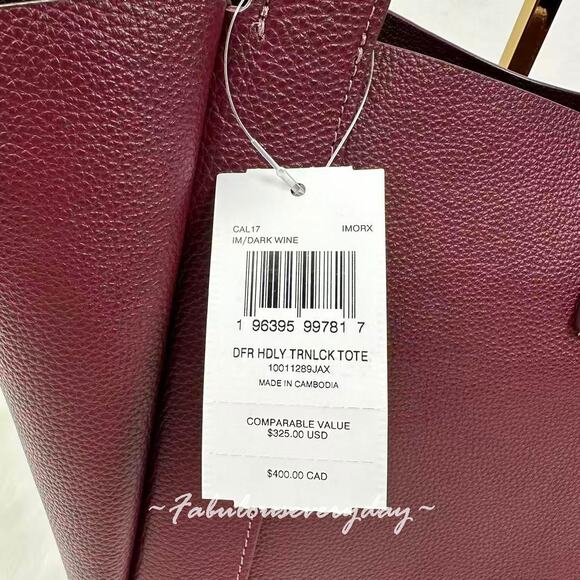 CAL17 IMORX
IM/DARK WINE
1 96395 99781 7
DFR HDLY TRNLCK TOTE
10011289JAX
MADE IN CAMBODIA
COMPARABLE VALUE
$325.00 USD
$400.00 CAD
~Fabulouseveryday~